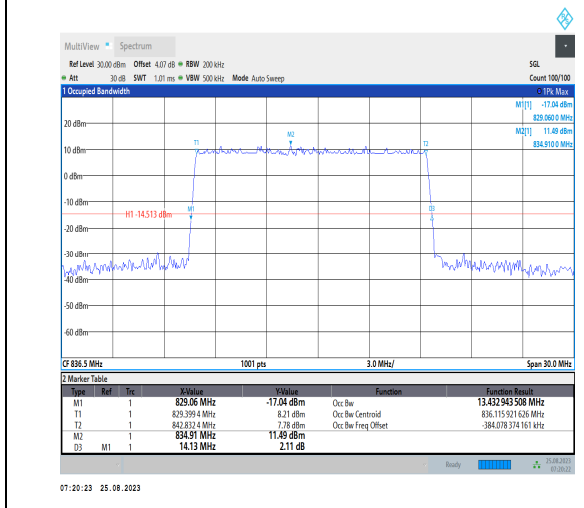 MultiView Spectrum
Ref Level 30.00 dBm Offset 4.07 dB RBW 200 kHz SGL
Att 30 dB SWT 1.01 ms VBW 500 kHz Mode Auto Sweep Count 100/100
1 Occupied Bandwidth 1Pk Max
M1[1] -17.04 dBm
829.060 0 MHz
M2[1] 11.49 dBm
834.910 0 MHz
20 dBm
M2
T1 T2
10 dBm
0 dBm
-10 dBm
M1 D3
H1 -14.513 dBm
-20 dBm
-30 dBm
-40 dBm
-50 dBm
-60 dBm
CF 836.5 MHz 1001 pts 3.0 MHz/ Span 30.0 MHz
2 Marker Table
Type Ref Trc X-Value Y-Value Function Function Result
M1 1 829.06 MHz -17.04 dBm Occ Bw 13.432 943 508 MHz
T1 1 829.399 4 MHz 8.21 dBm Occ Bw Centroid 836.115 921 626 MHz
T2 1 842.832 4 MHz 7.78 dBm Occ Bw Freq Offset -384.078 374 161 kHz
M2 1 834.91 MHz 11.49 dBm
D3 M1 1 14.13 MHz 2.11 dB
Ready 25.08.2023
07:20:22
07:20:23 25.08.2023